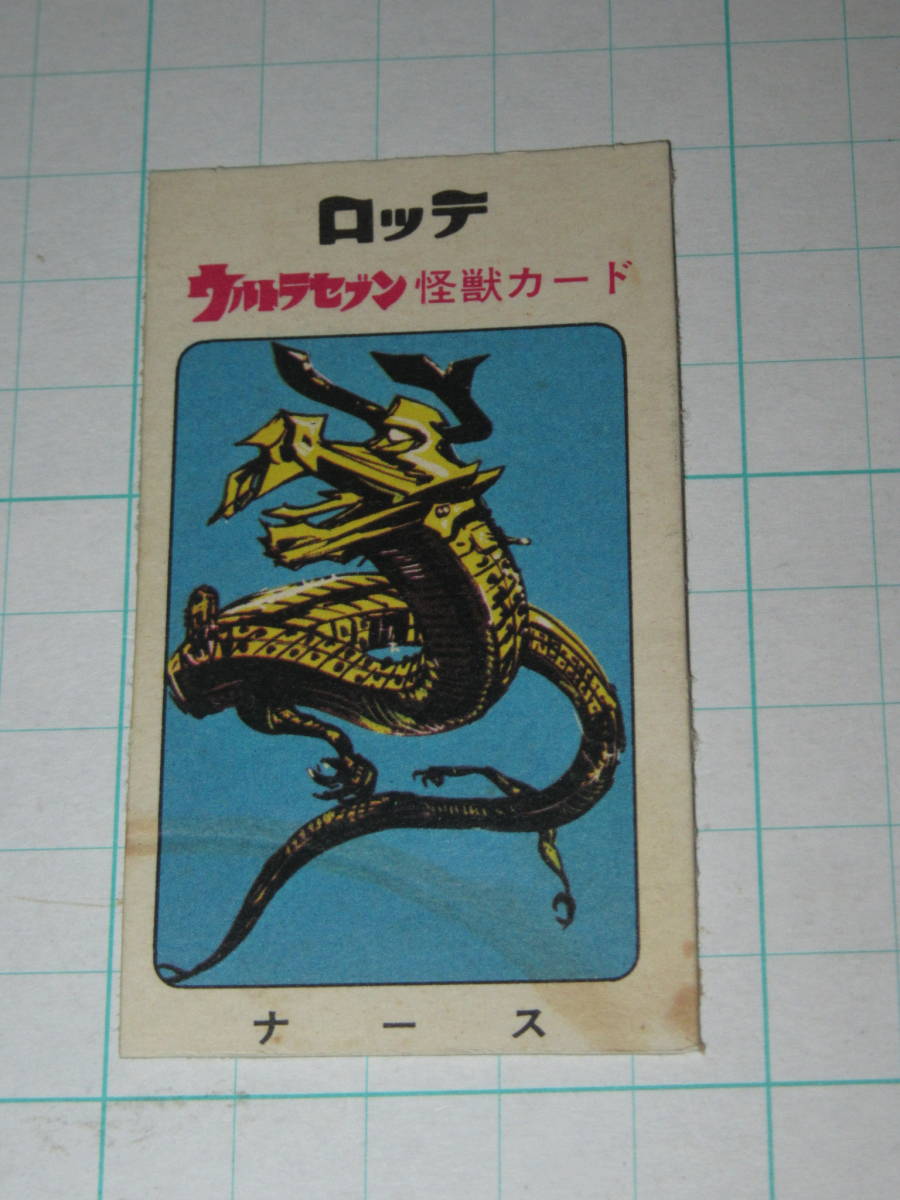 ロッテ
ウルトラセブン怪獣カード
ナース